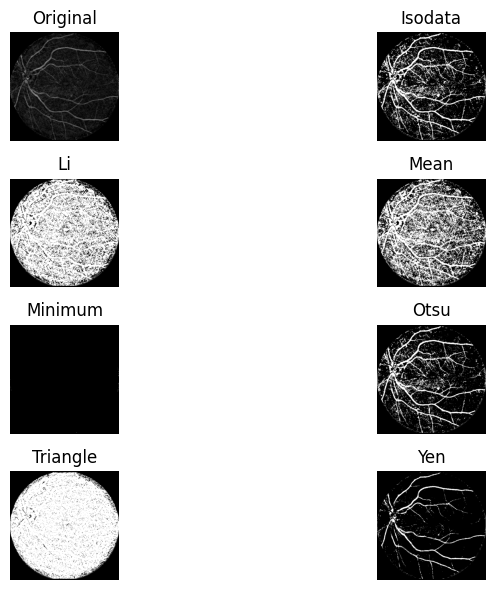 Original
Isodata
Li
Mean
Minimum
Otsu
Triangle
Yen